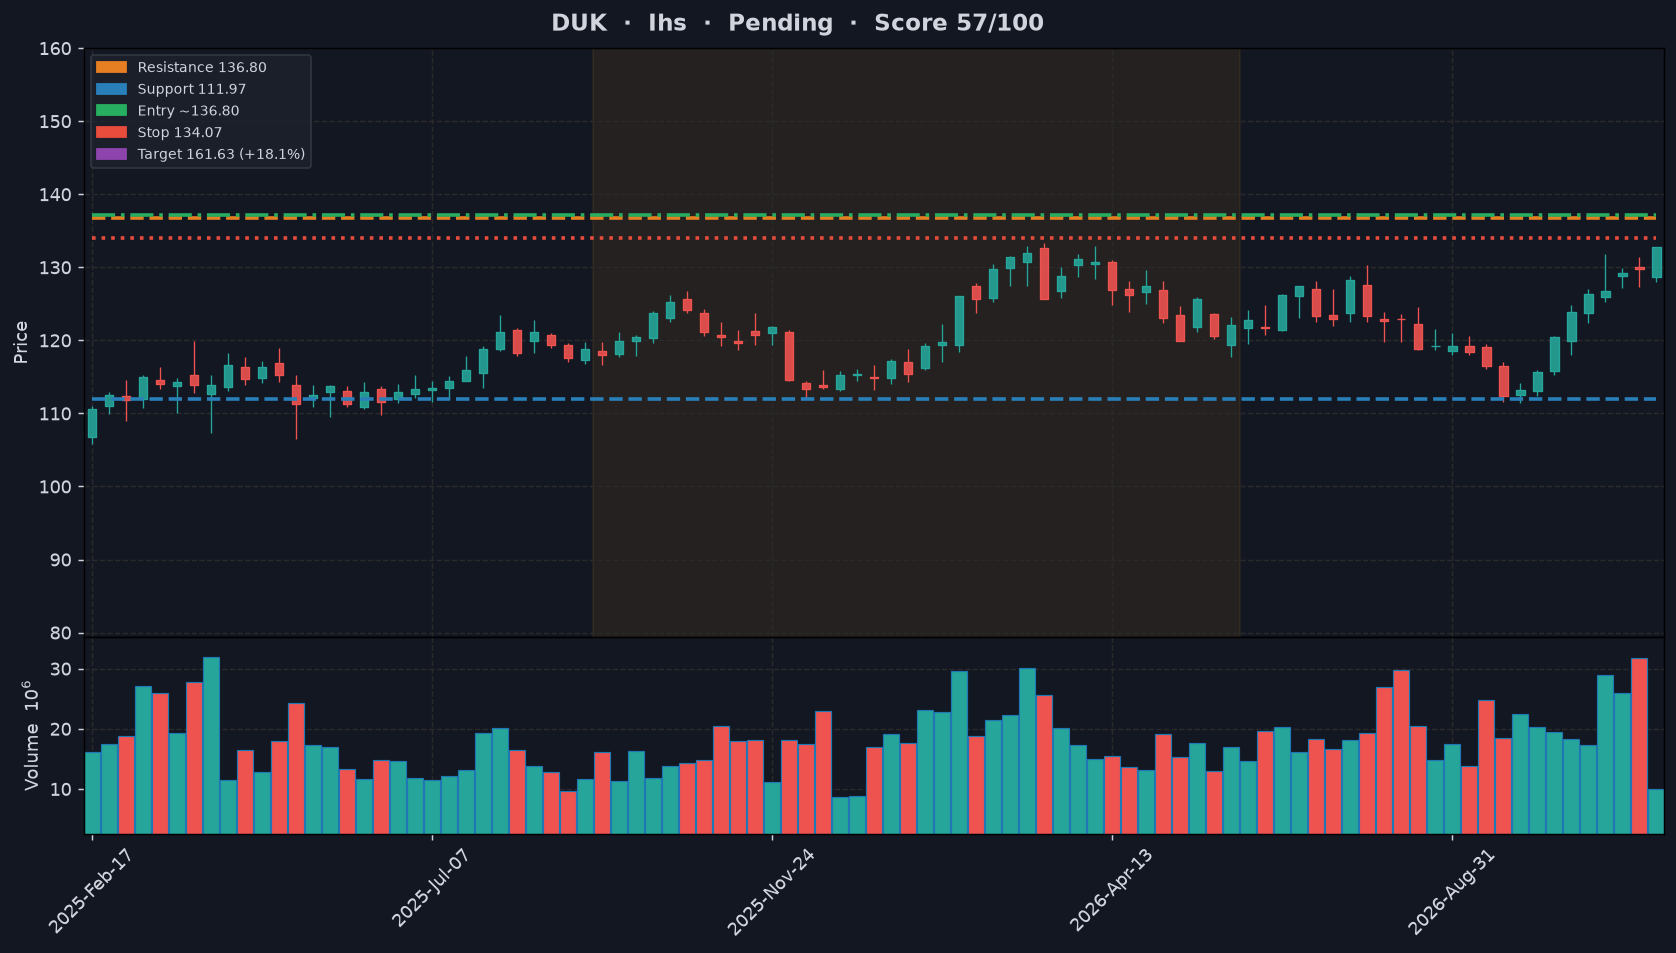 DUK · Ihs · Pending · Score 57/100
160
150
140
130
120
110
100
90
80
Price
Resistance 136.80
Support 111.97
Entry ~136.80
Stop 134.07
Target 161.63 (+18.1%)
30
20
10
Volume 10⁶
2025-Feb-17
2025-Jul-07
2025-Nov-24
2026-Apr-13
2026-Aug-31